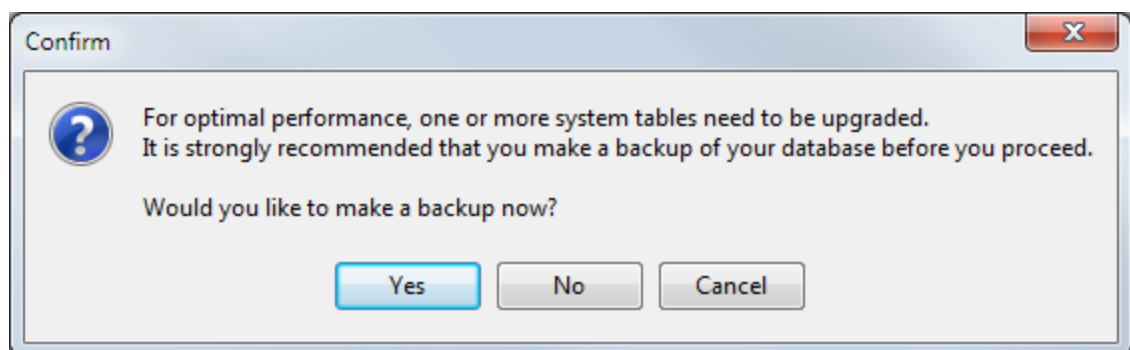 Confirm
For optimal performance, one or more system tables need to be upgraded.
It is strongly recommended that you make a backup of your database before you proceed.
Would you like to make a backup now?
Yes No Cancel